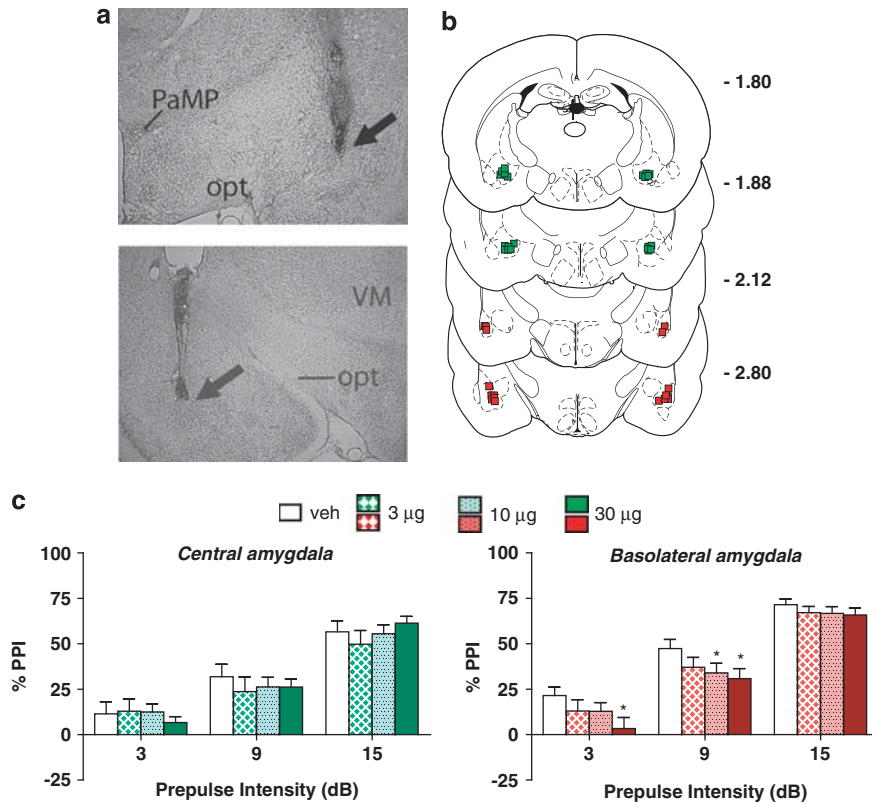 a
PaMP
opt
VM
opt
b
- 1.80
- 1.88
- 2.12
- 2.80
c
veh
3 μg
10 μg
30 μg
Central amygdala
% PPI
100
75
50
25
0
-25
3
9
15
Prepulse Intensity (dB)
Basolateral amygdala
% PPI
100
75
50
25
0
-25
*
*
*
3
9
15
Prepulse Intensity (dB)